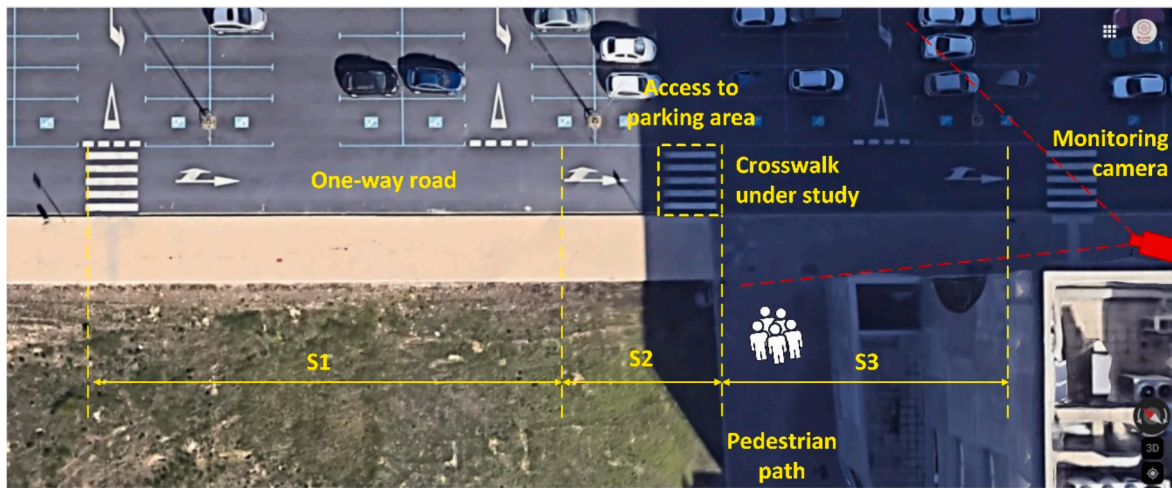 Access to
parking area
Monitoring
camera
Crosswalk
under study
One-way road
S1
S2
S3
Pedestrian
path
3D